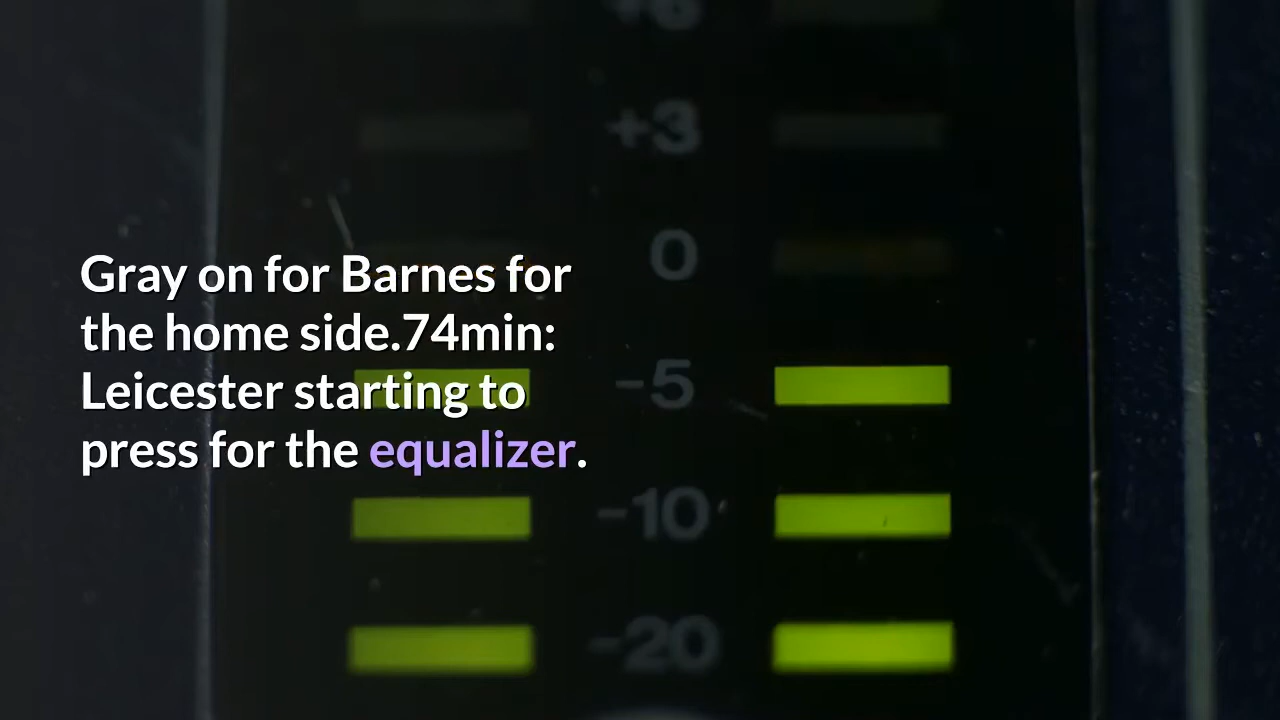 +6
+3
0
Gray on for Barnes for
the home side.74min:
Leicester starting to
press for the equalizer.
-5
-10
-20